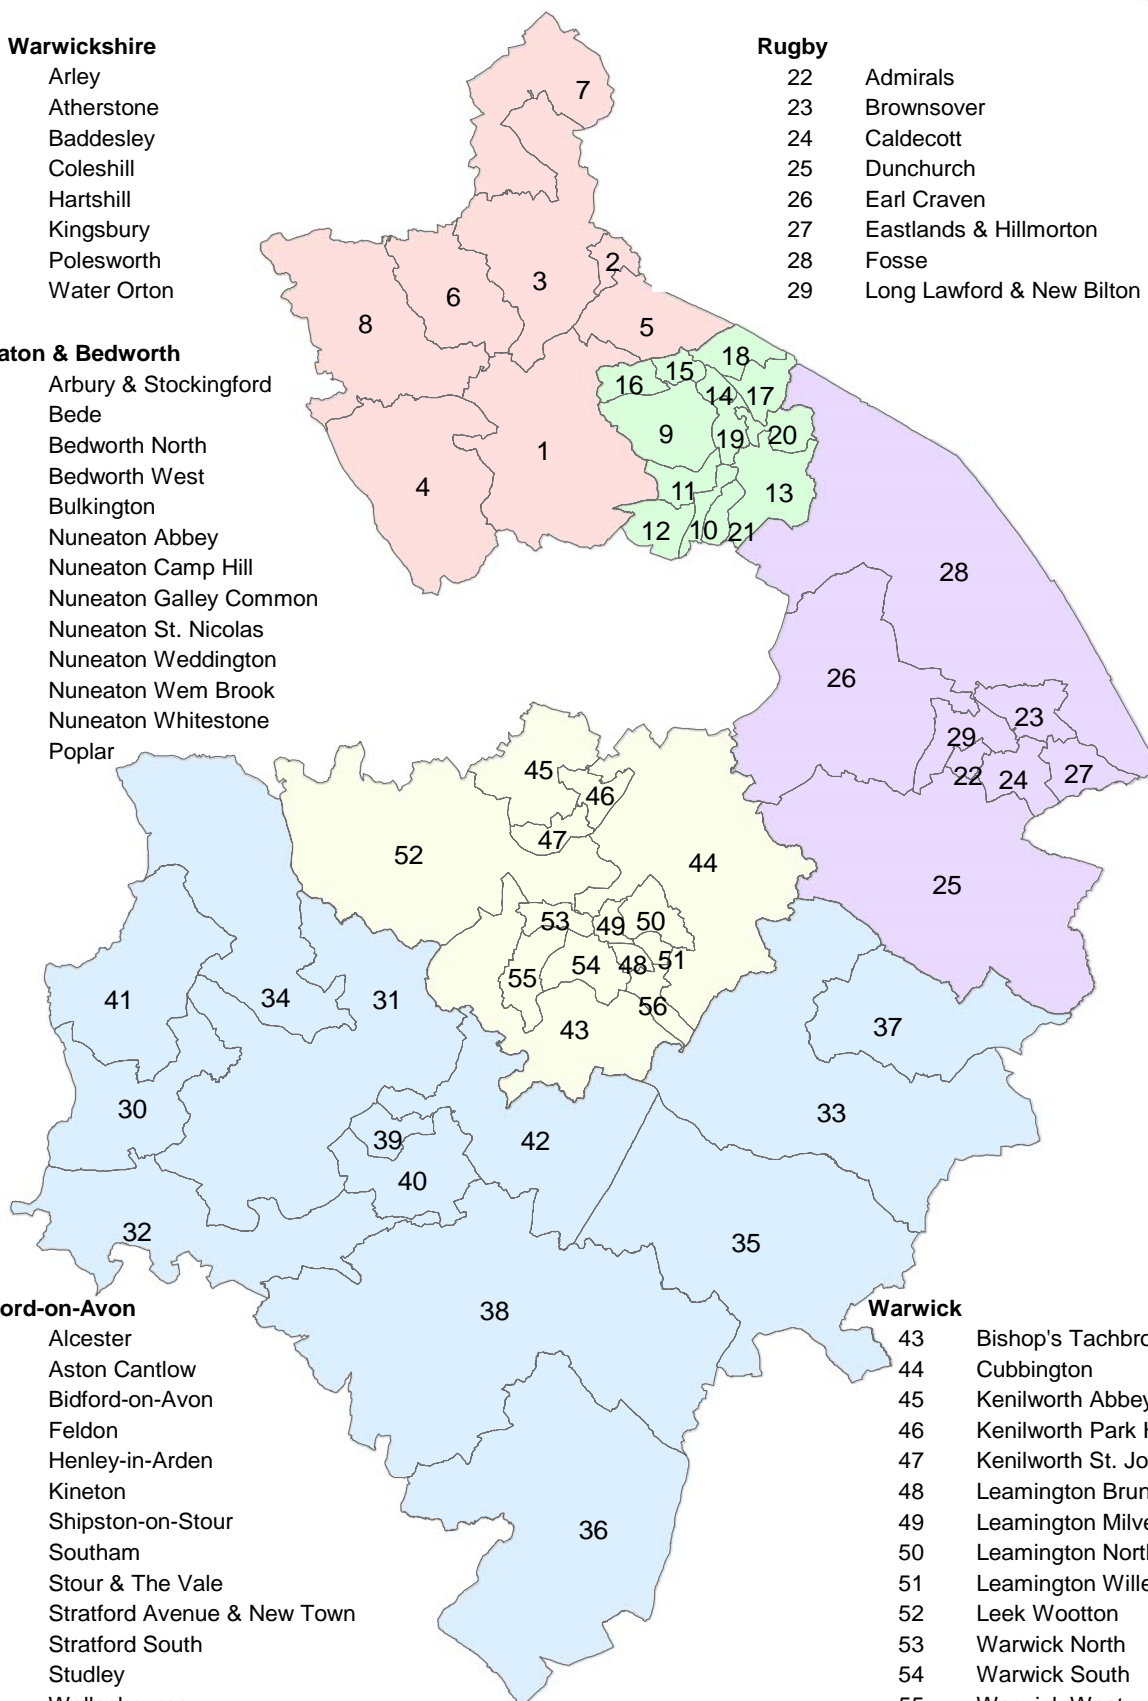 Warwickshire
Arley
Atherstone
Baddesley
Coleshill
Hartshill
Kingsbury
Polesworth
Water Orton
aton & Bedworth
Arbury & Stockingford
Bede
Bedworth North
Bedworth West
Bulkington
Nuneaton Abbey
Nuneaton Camp Hill
Nuneaton Galley Common
Nuneaton St. Nicolas
Nuneaton Weddington
Nuneaton Wem Brook
Nuneaton Whitestone
Poplar
Rugby
22 Admirals
23 Brownsover
24 Caldecott
25 Dunchurch
26 Earl Craven
27 Eastlands & Hillmorton
28 Fosse
29 Long Lawford & New Bilton
7
2
3
6
8
5
18
15
16
14 17
9
19 20
1
4
11
13
12
10 21
28
26
23
29
22 24 27
25
45
46
47
52
44
53
49 50
54 48 51
55
56
43
41
34
31
37
30
33
39
42
40
32
35
38
36
ord-on-Avon
Alcester
Aston Cantlow
Bidford-on-Avon
Feldon
Henley-in-Arden
Kineton
Shipston-on-Stour
Southam
Stour & The Vale
Stratford Avenue & New Town
Stratford South
Studley
Warwick
43 Bishop's Tachbro
44 Cubbington
45 Kenilworth Abbey
46 Kenilworth Park
47 Kenilworth St. Jo
48 Leamington Brun
49 Leamington Milve
50 Leamington North
51 Leamington Wille
52 Leek Wootton
53 Warwick North
54 Warwick South
55